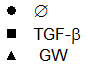 ● ∅
■ TGF-β
▲ GW